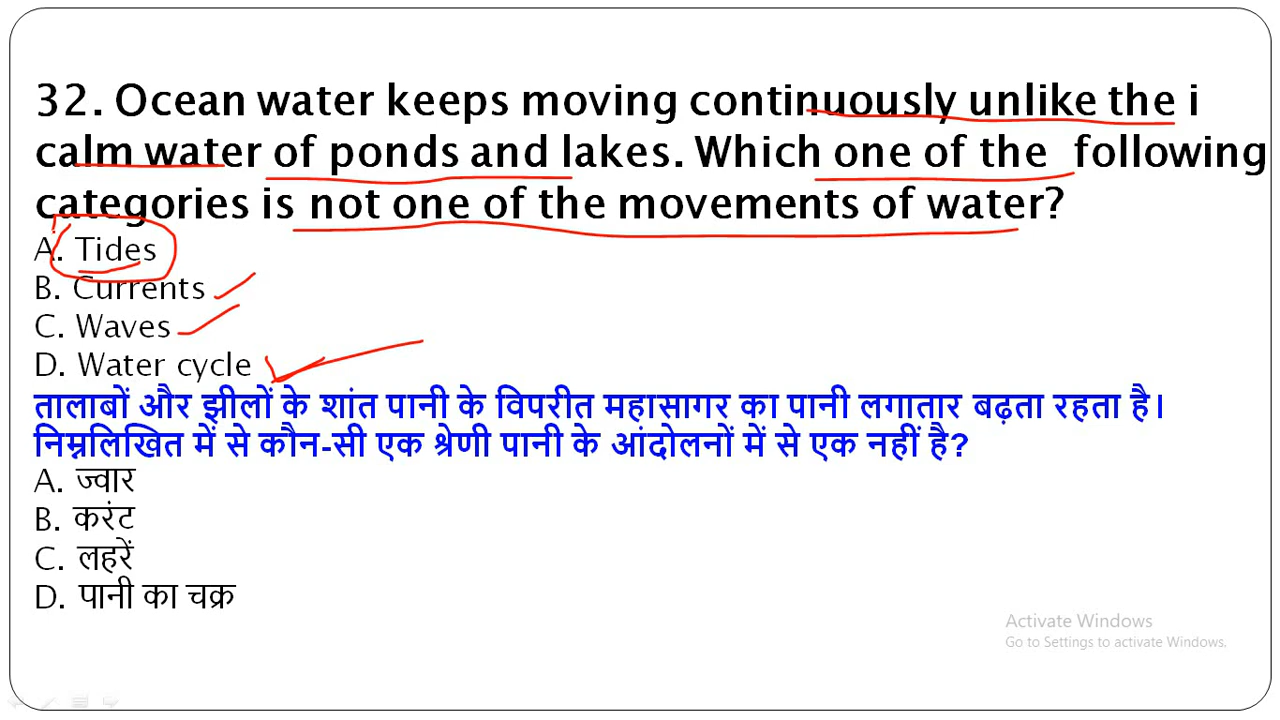 32. Ocean water keeps moving continuously unlike the i
calm water of ponds and lakes. Which one of the following
categories is not one of the movements of water?
A. Tides
B. Currents
C. Waves
D. Water cycle
तालाबों और झीलों के शांत पानी के विपरीत महासागर का पानी लगातार बढ़ता रहता है।
निम्नलिखित में से कौन-सी एक श्रेणी पानी के आंदोलनों में से एक नहीं है?
A. ज्वार
B. करंट
C. लहरें
D. पानी का चक्र
Activate Windows
Go to Settings to activate Windows.